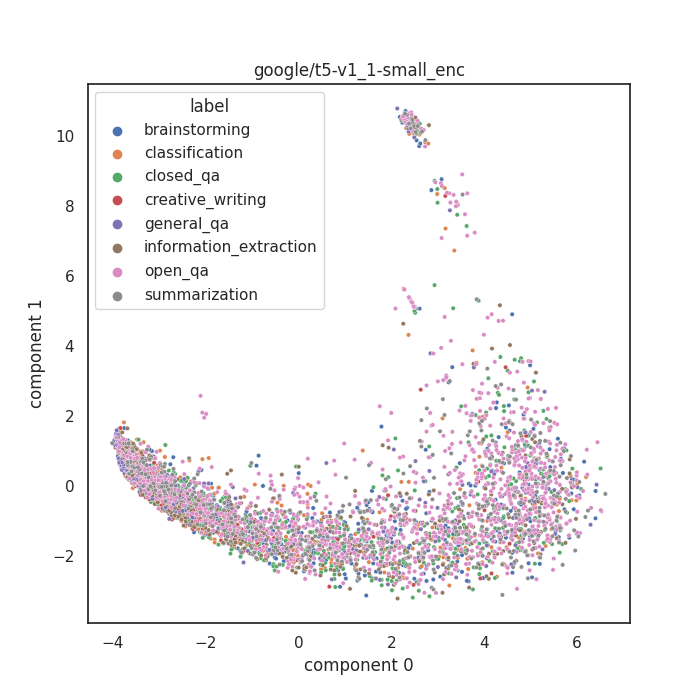 google/t5-v1_1-small_enc
label
brainstorming
classification
closed_qa
creative_writing
general_qa
information_extraction
open_qa
summarization
component 1
10
8
6
4
2
0
−2
−4 −2 0 2 4 6
component 0